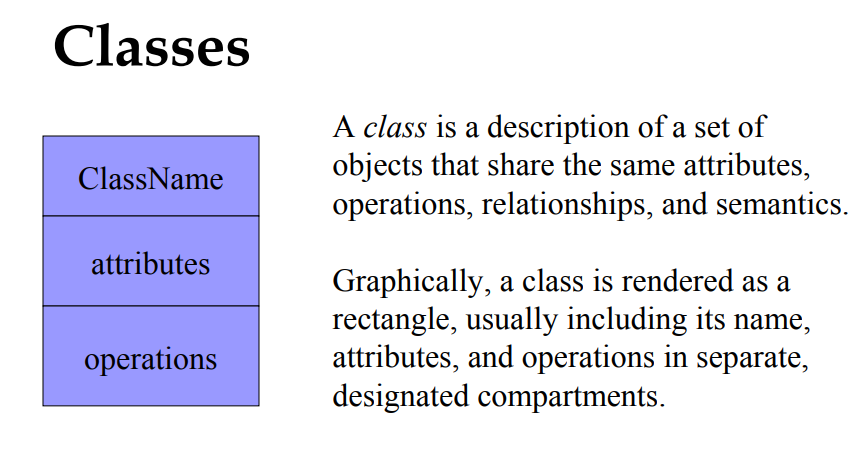 Classes
ClassName
attributes
operations
A class is a description of a set of
objects that share the same attributes,
operations, relationships, and semantics.
Graphically, a class is rendered as a
rectangle, usually including its name,
attributes, and operations in separate,
designated compartments.